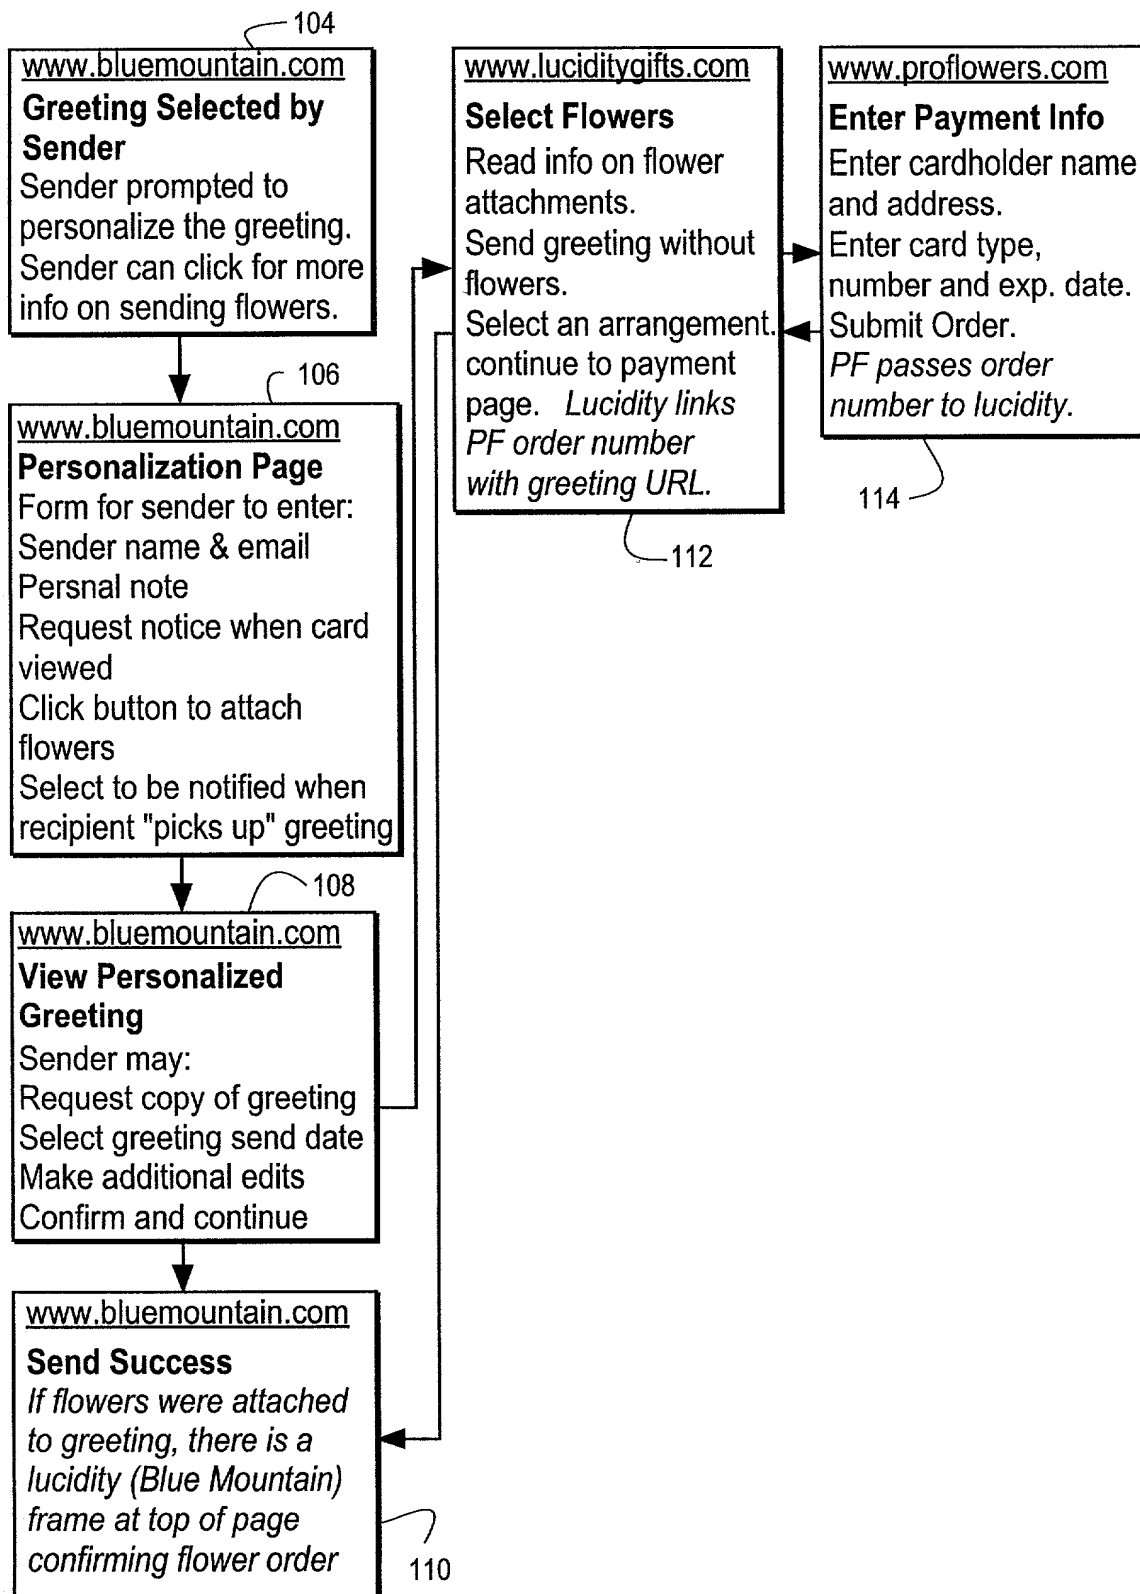 104
www.bluemountain.com
Greeting Selected by
Sender
Sender prompted to
personalize the greeting.
Sender can click for more
info on sending flowers.
106
www.bluemountain.com
Personalization Page
Form for sender to enter:
Sender name & email
Persnal note
Request notice when card
viewed
Click button to attach
flowers
Select to be notified when
recipient "picks up" greeting
108
www.bluemountain.com
View Personalized
Greeting
Sender may:
Request copy of greeting
Select greeting send date
Make additional edits
Confirm and continue
www.bluemountain.com
Send Success
If flowers were attached
to greeting, there is a
lucidity (Blue Mountain)
frame at top of page
confirming flower order
110
www.luciditygifts.com
Select Flowers
Read info on flower
attachments.
Send greeting without
flowers.
Select an arrangement.
continue to payment
page. Lucidity links
PF order number
with greeting URL.
112
www.proflowers.com
Enter Payment Info
Enter cardholder name
and address.
Enter card type,
number and exp. date.
Submit Order.
PF passes order
number to lucidity.
114